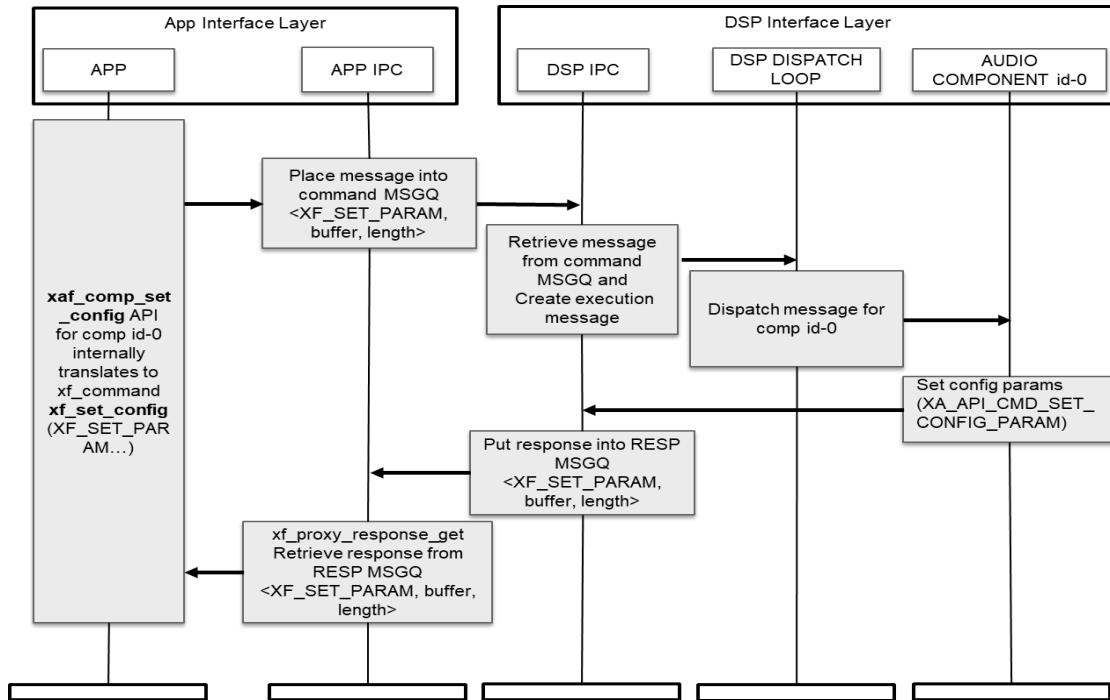 App Interface Layer
DSP Interface Layer
APP
APP IPC
DSP IPC
DSP DISPATCH
LOOP
AUDIO
COMPONENT id-0
Place message into
command MSGQ
<XF_SET_PARAM,
buffer, length>
Retrieve message
from command
MSGQ and
Create execution
message
Dispatch message for
comp id-0
xaf_comp_set
_config API
for comp id-0
internally
translates to
xf_command
xf_set_config
(XF_SET_PAR
AM…)
Set config params
(XA_API_CMD_SET_
CONFIG_PARAM)
Put response into RESP
MSGQ
<XF_SET_PARAM,
buffer, length>
xf_proxy_response_get
Retrieve response from
RESP MSGQ
<XF_SET_PARAM, buffer,
length>